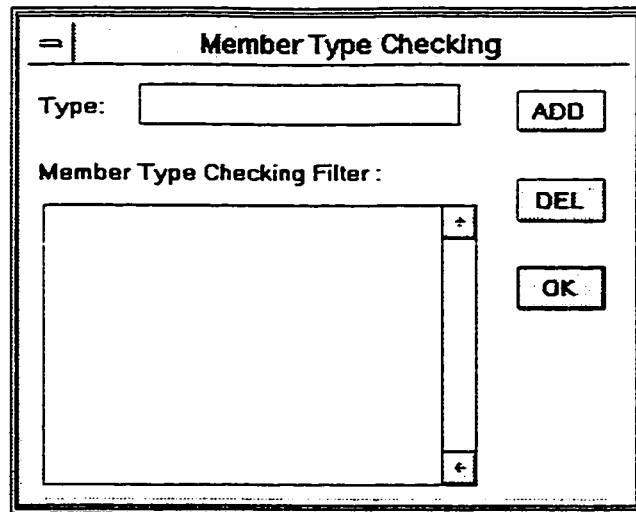 Member Type Checking
Type:
ADD
Member Type Checking Filter :
DEL
OK